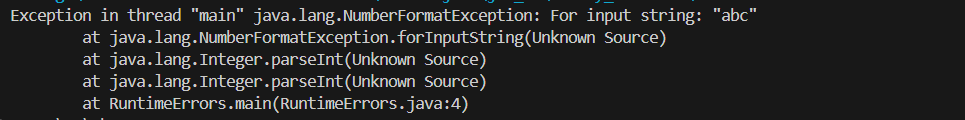 Exception in thread "main" java.lang.NumberFormatException: For input string: "abc"
at java.lang.NumberFormatException.forInputString(Unknown Source)
at java.lang.Integer.parseInt(Unknown Source)
at java.lang.Integer.parseInt(Unknown Source)
at RuntimeErrors.main(RuntimeErrors.java:4)